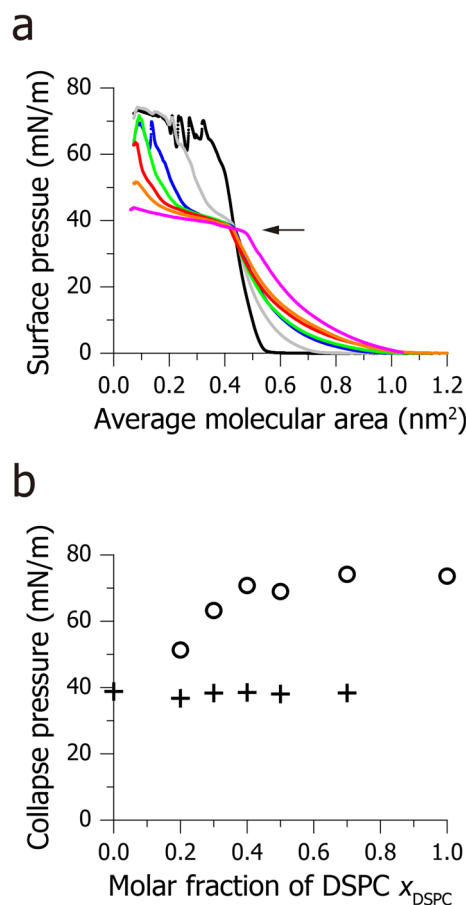 a
80
60
40
20
0
Surface pressue (mN/m)
0.0 0.2 0.4 0.6 0.8 1.0 1.2
Average molecular area (nm²)
b
80
60
40
20
0
Collapse pressure (mN/m)
0.0 0.2 0.4 0.6 0.8 1.0
Molar fraction of DSPC xDSPC